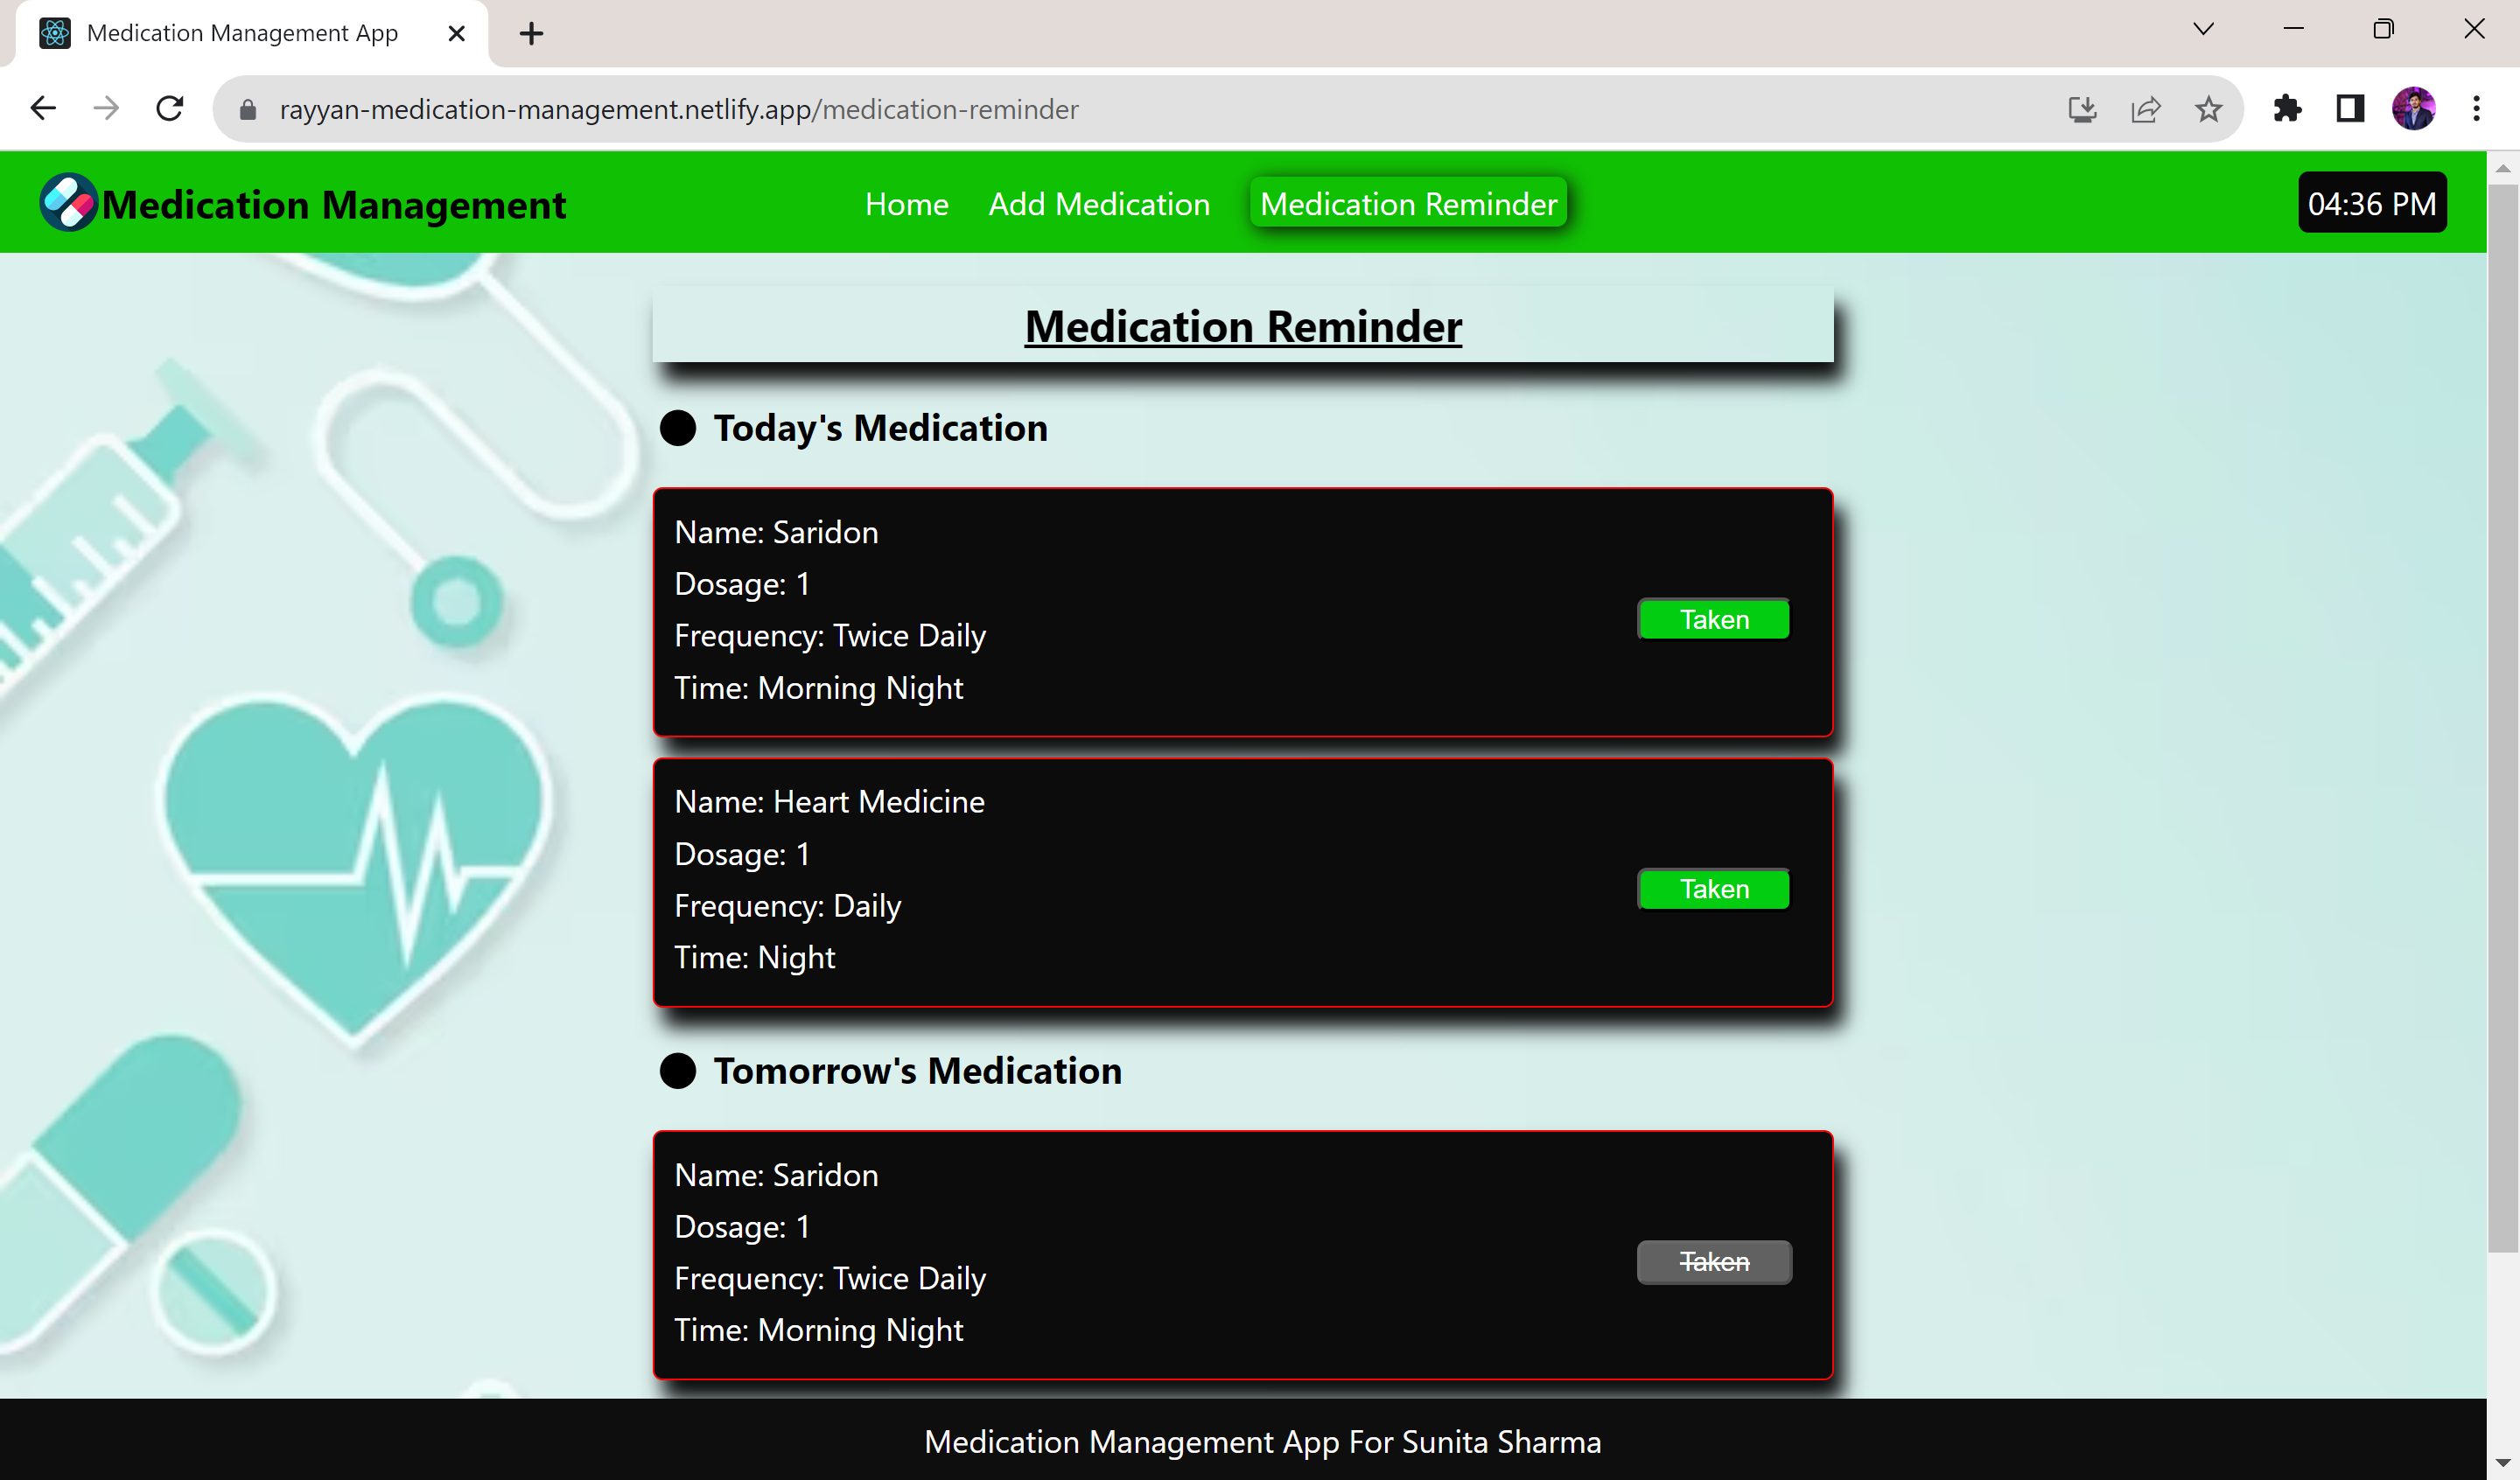 Medication Management App
rayyan-medication-management.netlify.app/medication-reminder
Medication Management
Home
Add Medication
Medication Reminder
04:36 PM
Medication Reminder
Today's Medication
Name: Saridon
Dosage: 1
Frequency: Twice Daily
Time: Morning Night
Taken
Name: Heart Medicine
Dosage: 1
Frequency: Daily
Time: Night
Taken
Tomorrow's Medication
Name: Saridon
Dosage: 1
Frequency: Twice Daily
Time: Morning Night
Taken
Medication Management App For Sunita Sharma